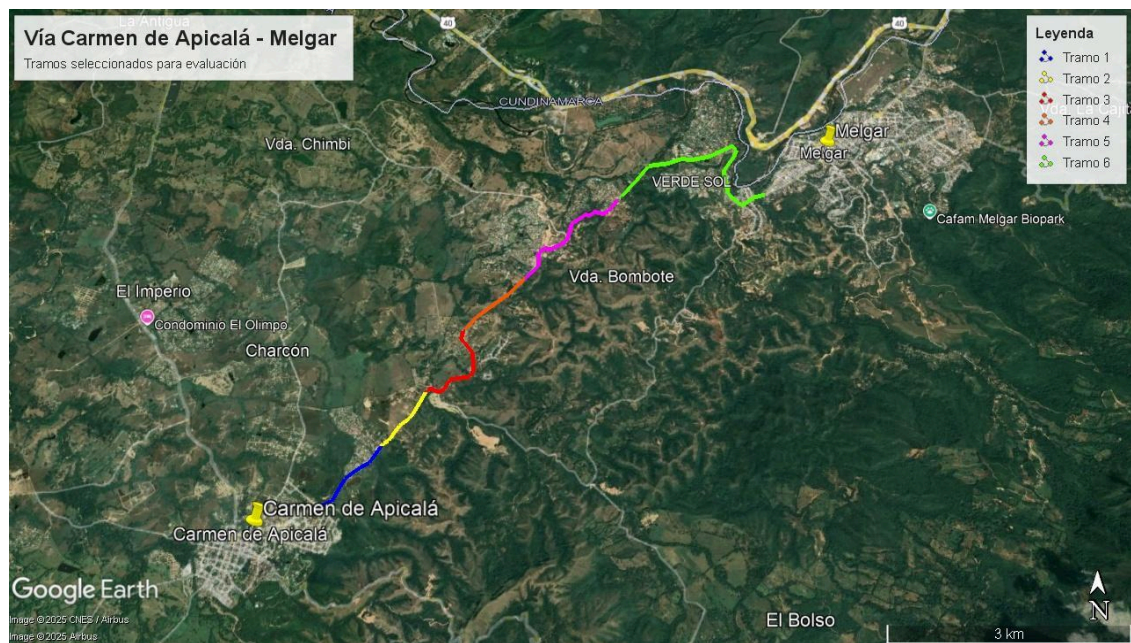 La Antigua
40
40
Vía Carmen de Apicalá - Melgar
Tramos seleccionados para evaluación
Leyenda
Tramo 1
Tramo 2
Tramo 3
Tramo 4
Tramo 5
Tramo 6
CUNDINAMARCA
Vda. La Cajita
Melgar
Melgar
Vda. Chimbi
VERDE SOL
Cafam Melgar Biopark
Vda. Bombote
El Imperio
Condominio El Olimpo
Charcón
Carmen de Apicalá
Carmen de Apicalá
Google Earth
Image © 2025 CNES / Airbus
Image © 2025 Airbus
El Bolso
N
3 km